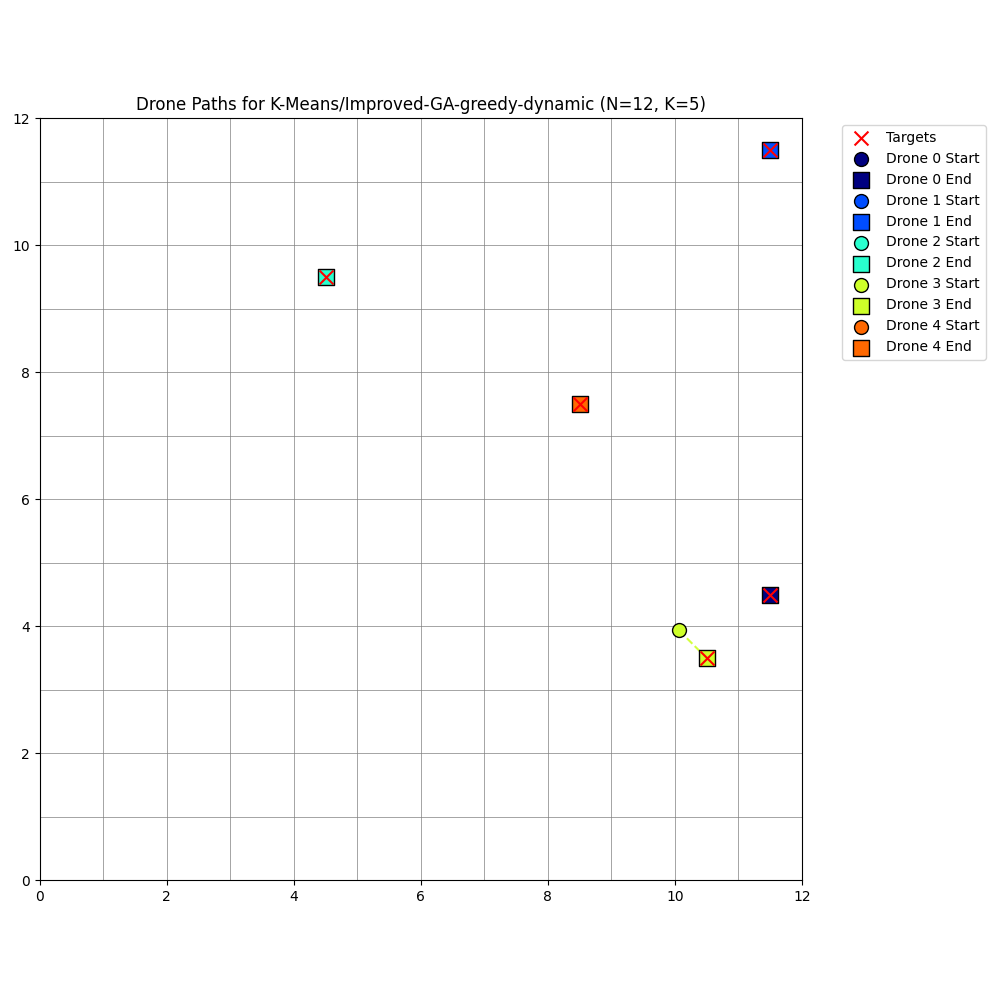 Drone Paths for K-Means/Improved-GA-greedy-dynamic (N=12, K=5)
12
10
8
6
4
2
0
0 2 4 6 8 10 12
Targets
Drone 0 Start
Drone 0 End
Drone 1 Start
Drone 1 End
Drone 2 Start
Drone 2 End
Drone 3 Start
Drone 3 End
Drone 4 Start
Drone 4 End